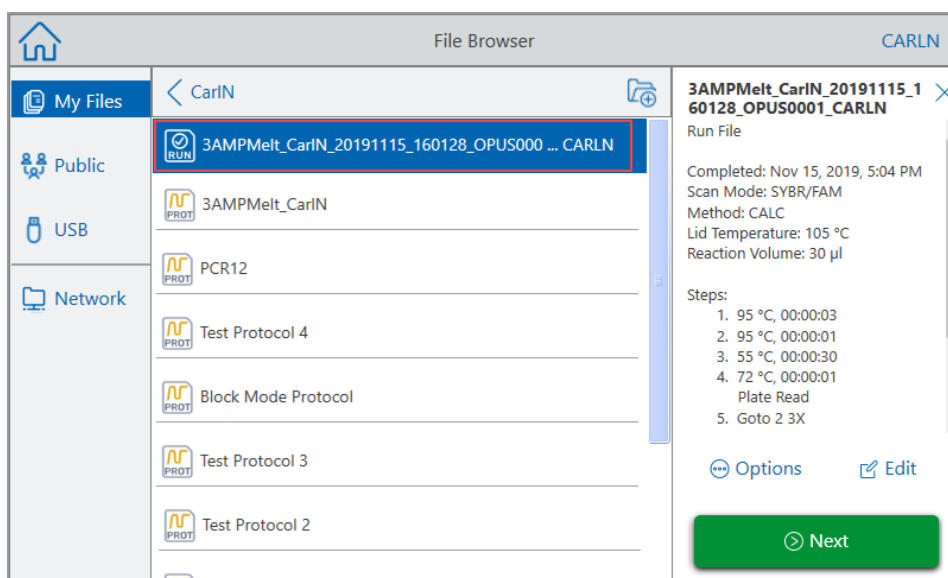 File Browser
CARLN
My Files
Public
USB
Network
CarIN
RUN
3AMPMelt_CarIN_20191115_160128_OPUS000 ... CARLN
PROT
3AMPMelt_CarIN
PROT
PCR12
PROT
Test Protocol 4
PROT
Block Mode Protocol
PROT
Test Protocol 3
PROT
Test Protocol 2
3AMPMelt_CarIN_20191115_1
60128_OPUS0001_CARLN
Run File
Completed: Nov 15, 2019, 5:04 PM
Scan Mode: SYBR/FAM
Method: CALC
Lid Temperature: 105 °C
Reaction Volume: 30 µl
Steps:
1. 95 °C, 00:00:03
2. 95 °C, 00:00:01
3. 55 °C, 00:00:30
4. 72 °C, 00:00:01
Plate Read
5. Goto 2 3X
Options
Edit
Next